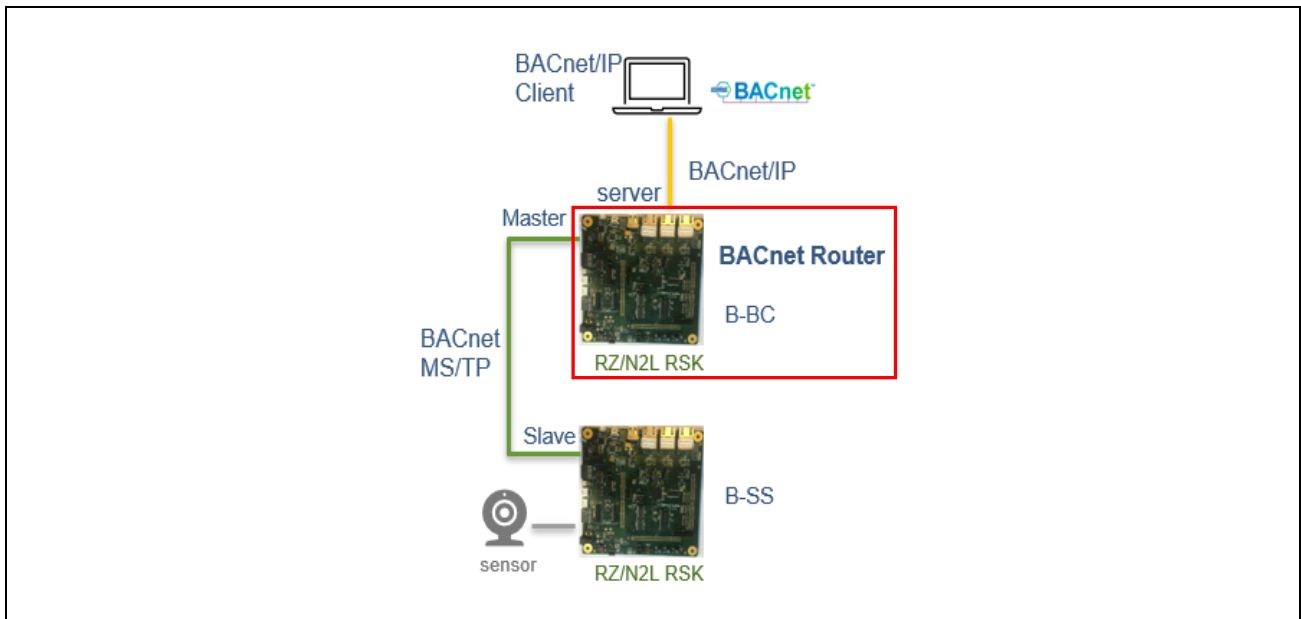 BACnet/IP
Client
BACnet
BACnet/IP
server
Master
BACnet Router
B-BC
RZ/N2L RSK
BACnet
MS/TP
Slave
B-SS
sensor
RZ/N2L RSK